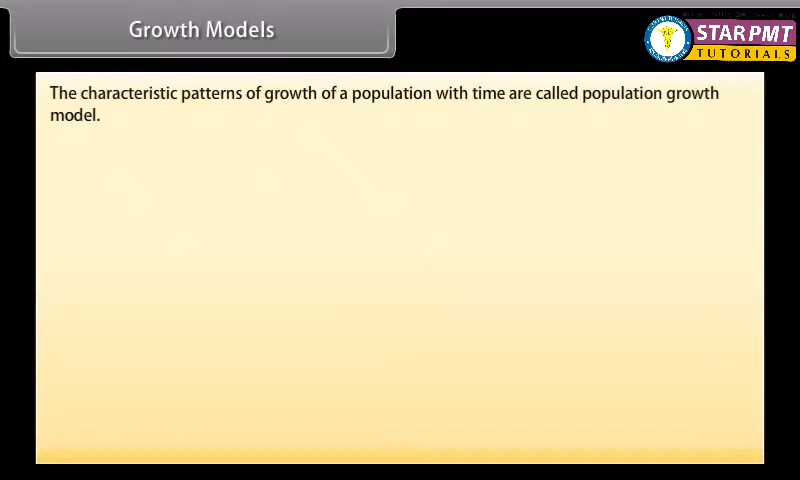 Growth Models
STAR PMT
TUTORIALS
The characteristic patterns of growth of a population with time are called population growth
model.